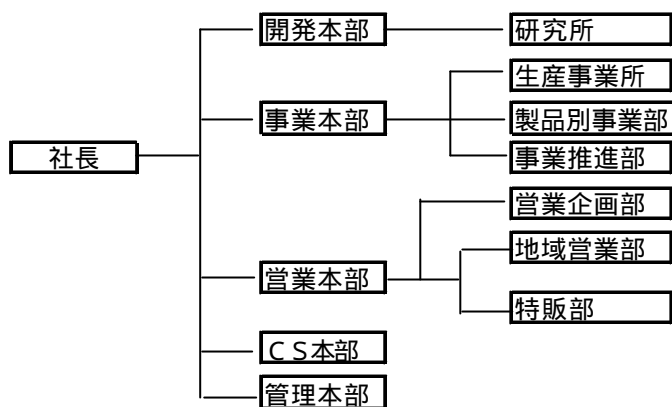 開発本部
研究所
生産事業所
事業本部
製品別事業部
社長
事業推進部
営業企画部
地域営業部
営業本部
特販部
ＣＳ本部
管理本部